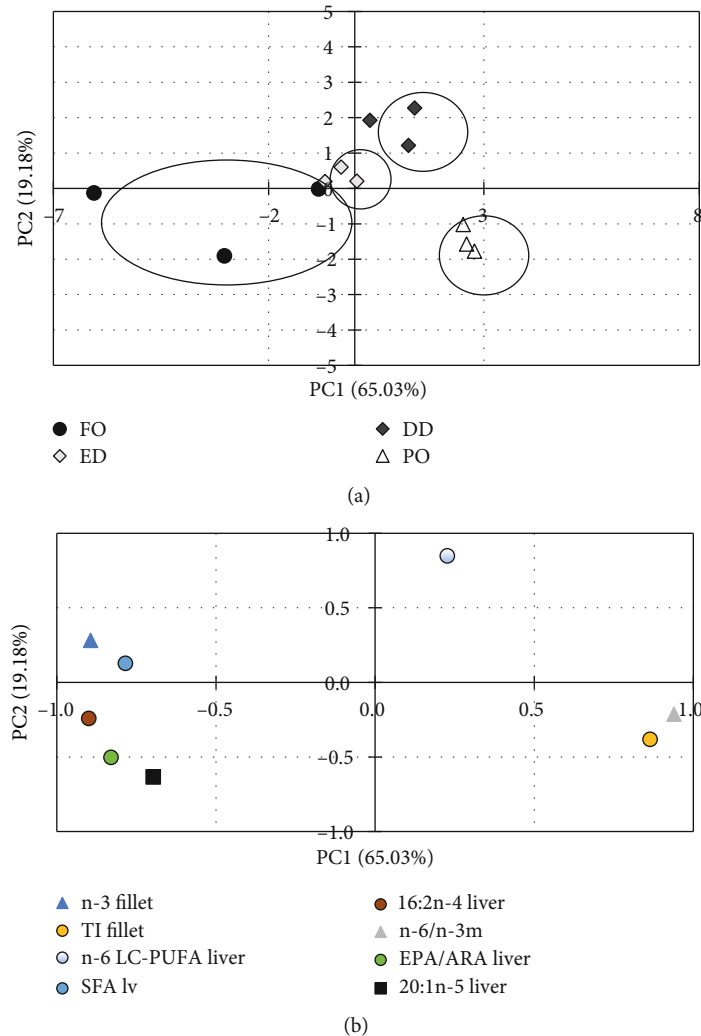 5
4
3
2
1
0
−7
−2
3
8
−1
−2
−3
−4
−5
PC2 (19.18%)
PC1 (65.03%)
FO
DD
ED
PO
(a)
1.0
0.5
0.0
−1.0
−0.5
0.0
0.5
1.0
−0.5
−1.0
PC2 (19.18%)
PC1 (65.03%)
n-3 fillet
16:2n-4 liver
TI fillet
n-6/n-3m
n-6 LC-PUFA liver
EPA/ARA liver
SFA lv
20:1n-5 liver
(b)